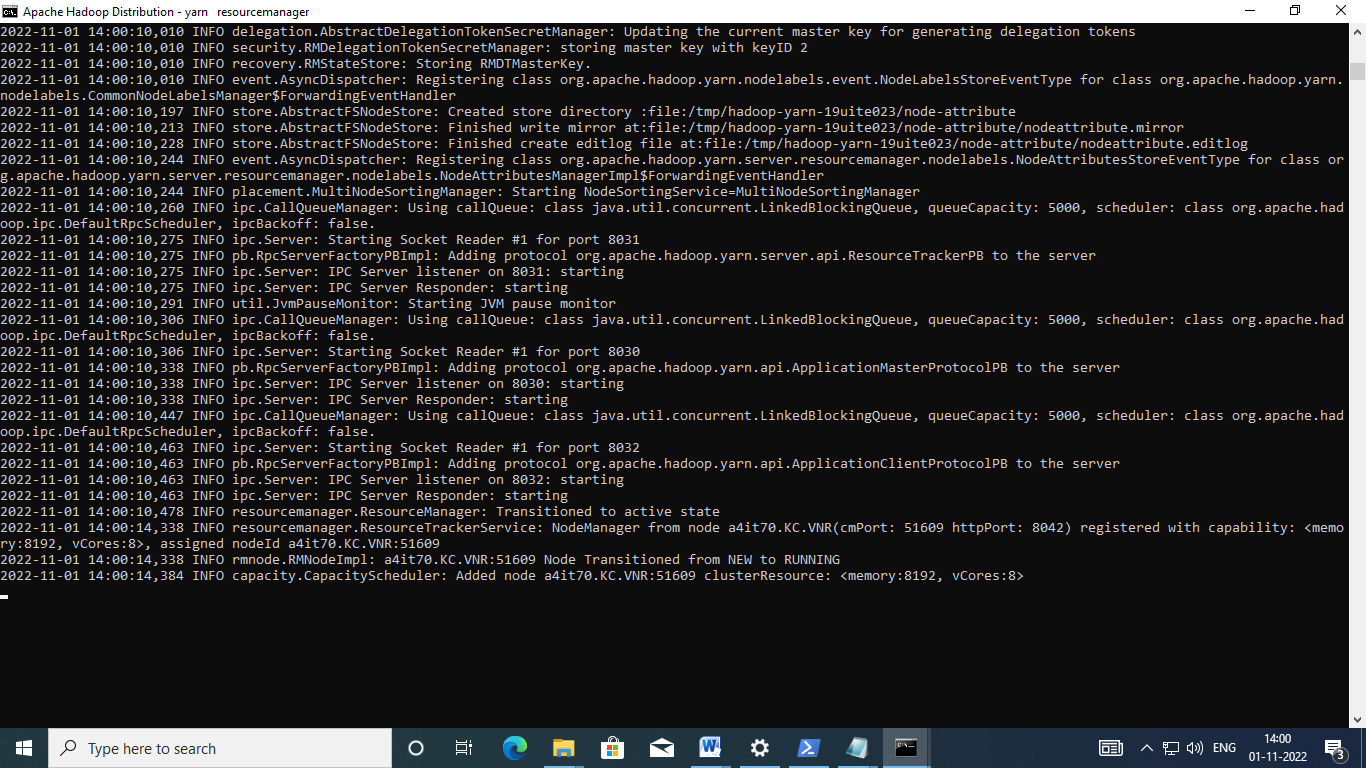 Apache Hadoop Distribution - yarn   resourcemanager
2022-11-01 14:00:10,010 INFO delegation.AbstractDelegationTokenSecretManager: Updating the current master key for generating delegation tokens
2022-11-01 14:00:10,010 INFO security.RMDelegationTokenSecretManager: storing master key with keyID 2
2022-11-01 14:00:10,010 INFO recovery.RMStateStore: Storing RMDTMasterKey.
2022-11-01 14:00:10,010 INFO event.AsyncDispatcher: Registering class org.apache.hadoop.yarn.nodelabels.event.NodeLabelsStoreEventType for class org.apache.hadoop.yarn.
nodelabels.CommonNodeLabelsManager$ForwardingEventHandler
2022-11-01 14:00:10,197 INFO store.AbstractFSNodeStore: Created store directory :file:/tmp/hadoop-yarn-19uite023/node-attribute
2022-11-01 14:00:10,213 INFO store.AbstractFSNodeStore: Finished write mirror at:file:/tmp/hadoop-yarn-19uite023/node-attribute/nodeattribute.mirror
2022-11-01 14:00:10,228 INFO store.AbstractFSNodeStore: Finished create editlog file at:file:/tmp/hadoop-yarn-19uite023/node-attribute/nodeattribute.editlog
2022-11-01 14:00:10,244 INFO event.AsyncDispatcher: Registering class org.apache.hadoop.yarn.server.resourcemanager.nodelabels.NodeAttributesStoreEventType for class or
g.apache.hadoop.yarn.server.resourcemanager.nodelabels.NodeAttributesManagerImpl$ForwardingEventHandler
2022-11-01 14:00:10,244 INFO placement.MultiNodeSortingManager: Starting NodeSortingService=MultiNodeSortingManager
2022-11-01 14:00:10,260 INFO ipc.CallQueueManager: Using callQueue: class java.util.concurrent.LinkedBlockingQueue, queueCapacity: 5000, scheduler: class org.apache.had
oop.ipc.DefaultRpcScheduler, ipcBackoff: false.
2022-11-01 14:00:10,275 INFO ipc.Server: Starting Socket Reader #1 for port 8031
2022-11-01 14:00:10,275 INFO pb.RpcServerFactoryPBImpl: Adding protocol org.apache.hadoop.yarn.server.api.ResourceTrackerPB to the server
2022-11-01 14:00:10,275 INFO ipc.Server: IPC Server listener on 8031: starting
2022-11-01 14:00:10,275 INFO ipc.Server: IPC Server Responder: starting
2022-11-01 14:00:10,291 INFO util.JvmPauseMonitor: Starting JVM pause monitor
2022-11-01 14:00:10,306 INFO ipc.CallQueueManager: Using callQueue: class java.util.concurrent.LinkedBlockingQueue, queueCapacity: 5000, scheduler: class org.apache.had
oop.ipc.DefaultRpcScheduler, ipcBackoff: false.
2022-11-01 14:00:10,306 INFO ipc.Server: Starting Socket Reader #1 for port 8030
2022-11-01 14:00:10,338 INFO pb.RpcServerFactoryPBImpl: Adding protocol org.apache.hadoop.yarn.api.ApplicationMasterProtocolPB to the server
2022-11-01 14:00:10,338 INFO ipc.Server: IPC Server listener on 8030: starting
2022-11-01 14:00:10,338 INFO ipc.Server: IPC Server Responder: starting
2022-11-01 14:00:10,447 INFO ipc.CallQueueManager: Using callQueue: class java.util.concurrent.LinkedBlockingQueue, queueCapacity: 5000, scheduler: class org.apache.had
oop.ipc.DefaultRpcScheduler, ipcBackoff: false.
2022-11-01 14:00:10,463 INFO ipc.Server: Starting Socket Reader #1 for port 8032
2022-11-01 14:00:10,463 INFO pb.RpcServerFactoryPBImpl: Adding protocol org.apache.hadoop.yarn.api.ApplicationClientProtocolPB to the server
2022-11-01 14:00:10,463 INFO ipc.Server: IPC Server listener on 8032: starting
2022-11-01 14:00:10,463 INFO ipc.Server: IPC Server Responder: starting
2022-11-01 14:00:10,478 INFO resourcemanager.ResourceManager: Transitioned to active state
2022-11-01 14:00:14,338 INFO resourcemanager.ResourceTrackerService: NodeManager from node a4it70.KC.VNR(cmPort: 51609 httpPort: 8042) registered with capability: <memo
ry:8192, vCores:8>, assigned nodeId a4it70.KC.VNR:51609
2022-11-01 14:00:14,338 INFO rmnode.RMNodeImpl: a4it70.KC.VNR:51609 Node Transitioned from NEW to RUNNING
2022-11-01 14:00:14,384 INFO capacity.CapacityScheduler: Added node a4it70.KC.VNR:51609 clusterResource: <memory:8192, vCores:8>
Type here to search
ENG
14:00
01-11-2022
3